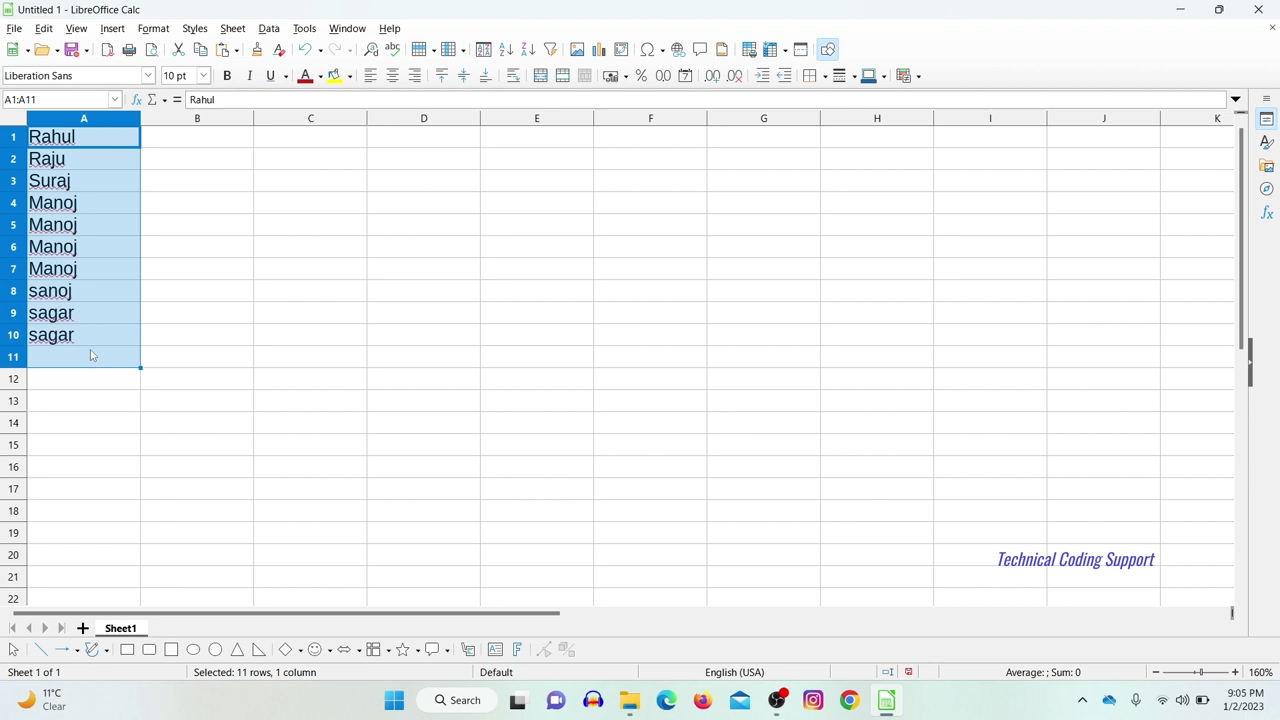 Untitled 1 - LibreOffice Calc
File Edit View Insert Format Styles Sheet Data Tools Window Help
Liberation Sans 10 pt
A1:A11 Rahul
A B C D E F G H I J K
1 Rahul
2 Raju
3 Suraj
4 Manoj
5 Manoj
6 Manoj
7 Manoj
8 sanoj
9 sagar
10 sagar
11
12
13
14
15
16
17
18
19
20
Technical Coding Support
21
22
Sheet1
Sheet 1 of 1 Selected: 11 rows, 1 column Default English (USA) Average: ; Sum: 0 160%
11°C
Clear
Search
9:05 PM
1/2/2023